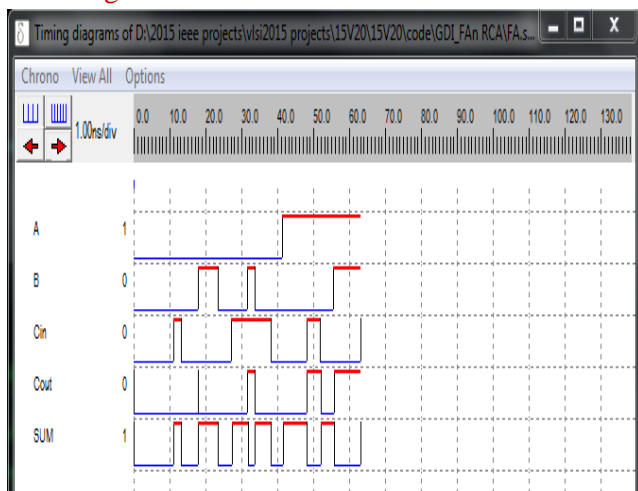 Timing diagrams of D:\2015 ieee projects\vlsi2015 projects\15V20\15V20\code\GDI_FAn RCA\FA.s...
Chrono View All Options
1.00ns/div
0.0 10.0 20.0 30.0 40.0 50.0 60.0 70.0 80.0 90.0 100.0 110.0 120.0 130.0
A 1
B 0
Cin 0
Cout 0
SUM 1